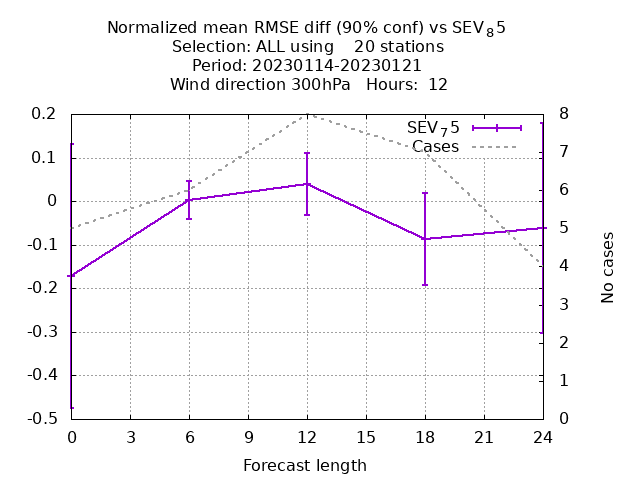 Normalized mean RMSE diff (90% conf) vs SEV₈5
Selection: ALL using 20 stations
Period: 20230114-20230121
Wind direction 300hPa Hours: 12
SEV₇5
Cases
0.2
0.1
0
-0.1
-0.2
-0.3
-0.4
-0.5
8
7
6
5
4
3
2
1
0
No cases
0 3 6 9 12 15 18 21 24
Forecast length